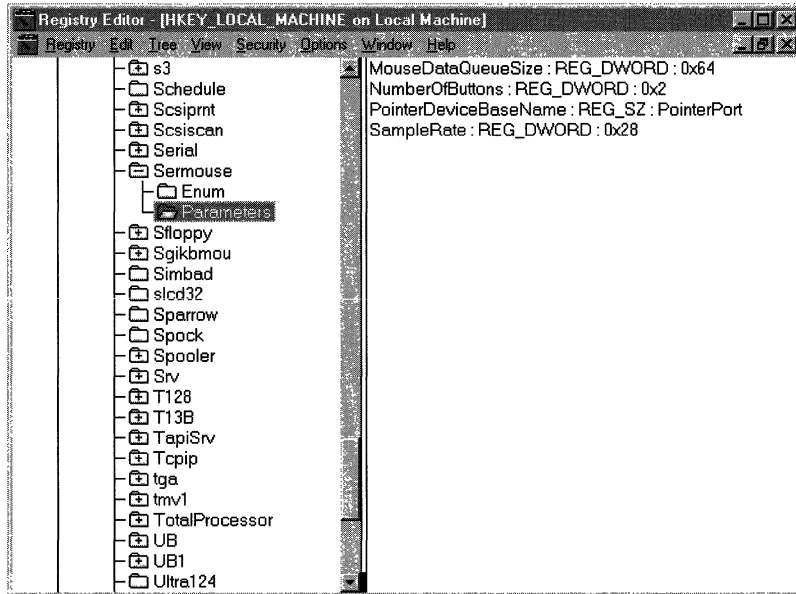 Registry Editor - [HKEY_LOCAL_MACHINE on Local Machine]
Registry Edit Tree View Security Options Window Help
s3
Schedule
Scsiprnt
Scsiscan
Serial
Sermouse
Enum
Parameters
Sfloppy
Sgikbmou
Simbad
slcd32
Sparrow
Spock
Spooler
Srv
T128
T13B
TapiSrv
Tcpip
tga
tmv1
TotalProcessor
UB
UB1
Ultra124
MouseDataQueueSize : REG_DWORD : 0x64
NumberOfButtons : REG_DWORD : 0x2
PointerDeviceBaseName : REG_SZ : PointerPort
SampleRate : REG_DWORD : 0x28